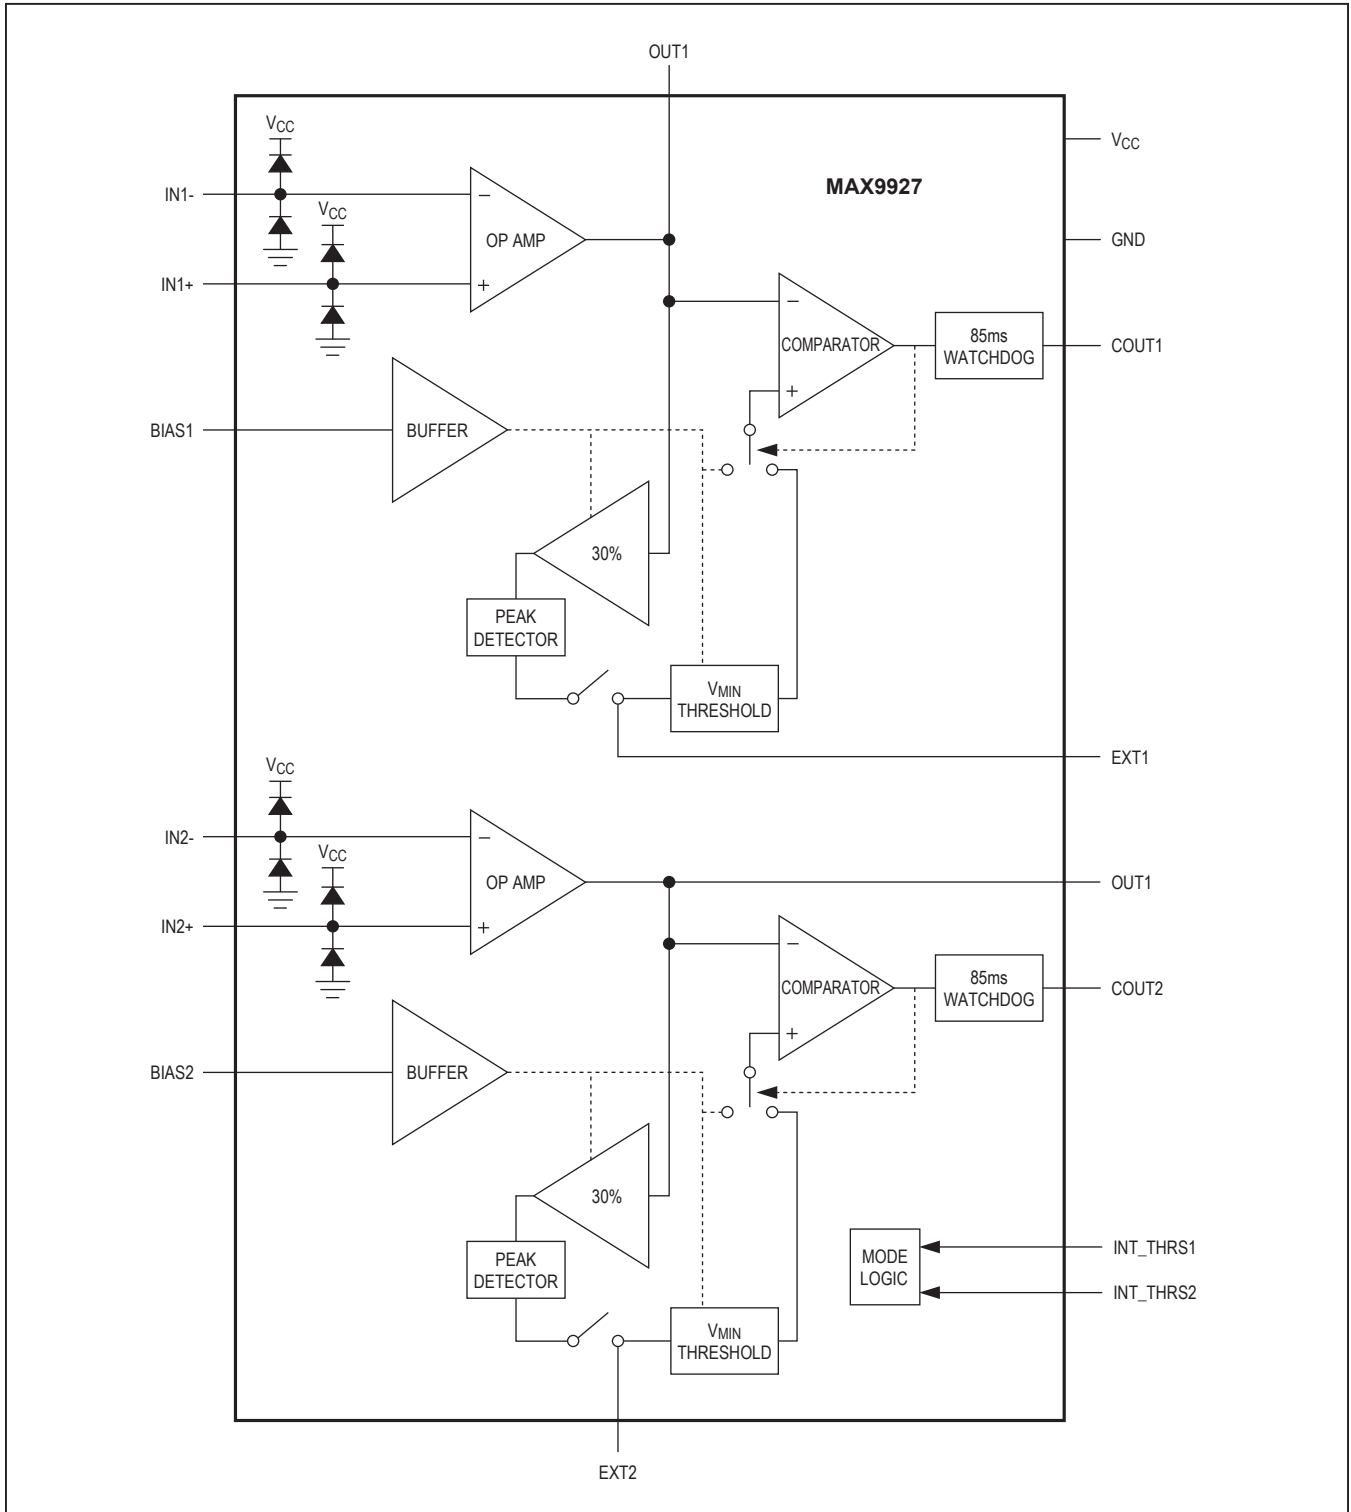 OUT1
VCC
VCC
IN1-
−
MAX9927
VCC
OP AMP
GND
IN1+
+
−
COMPARATOR
85ms
WATCHDOG
COUT1
+
BIAS1
BUFFER
30%
PEAK
DETECTOR
VMIN
THRESHOLD
EXT1
VCC
IN2-
−
VCC
OP AMP
OUT1
IN2+
+
−
COMPARATOR
85ms
WATCHDOG
COUT2
+
BIAS2
BUFFER
30%
PEAK
DETECTOR
MODE
LOGIC
INT_THRS1
INT_THRS2
VMIN
THRESHOLD
EXT2